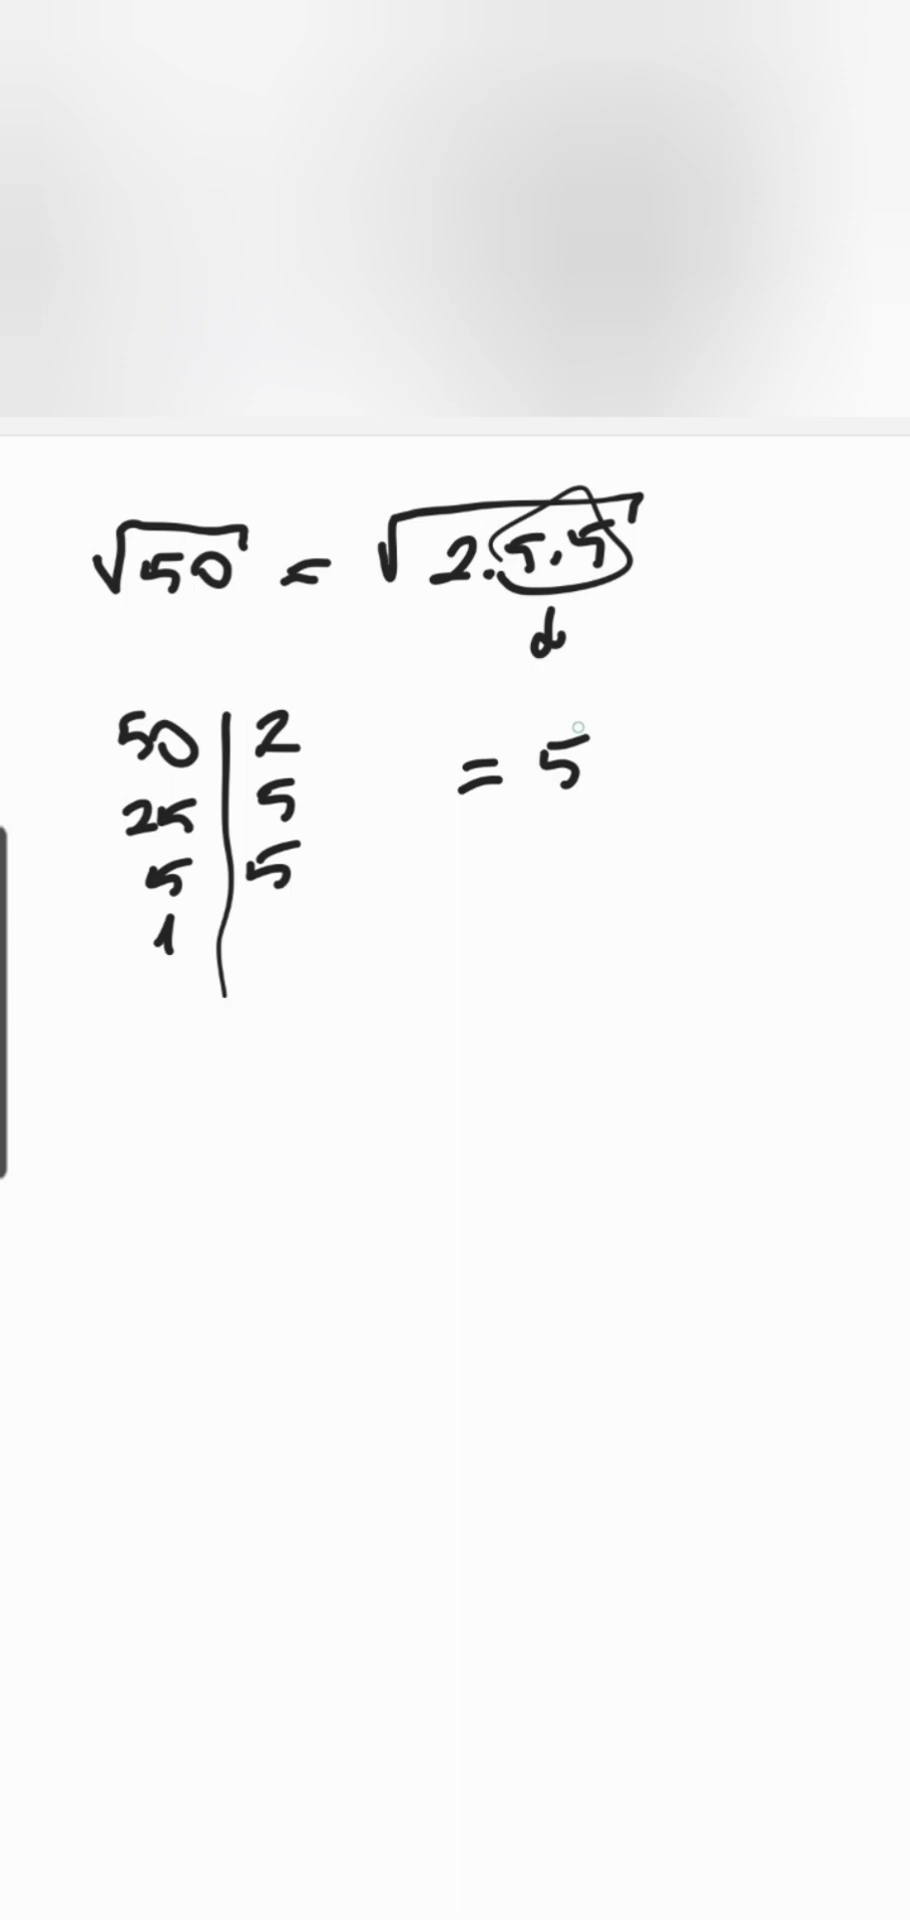 √50 = √2.5.5
d
50 | 2 = 5
25 | 5
5 | 5
1 |